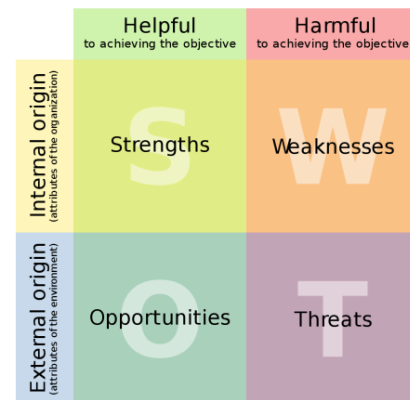 Helpful
to achieving the objective
Harmful
to achieving the objective
Internal origin
(attributes of the organization)
S
Strengths
W
Weaknesses
External origin
(attributes of the environment)
O
Opportunities
T
Threats